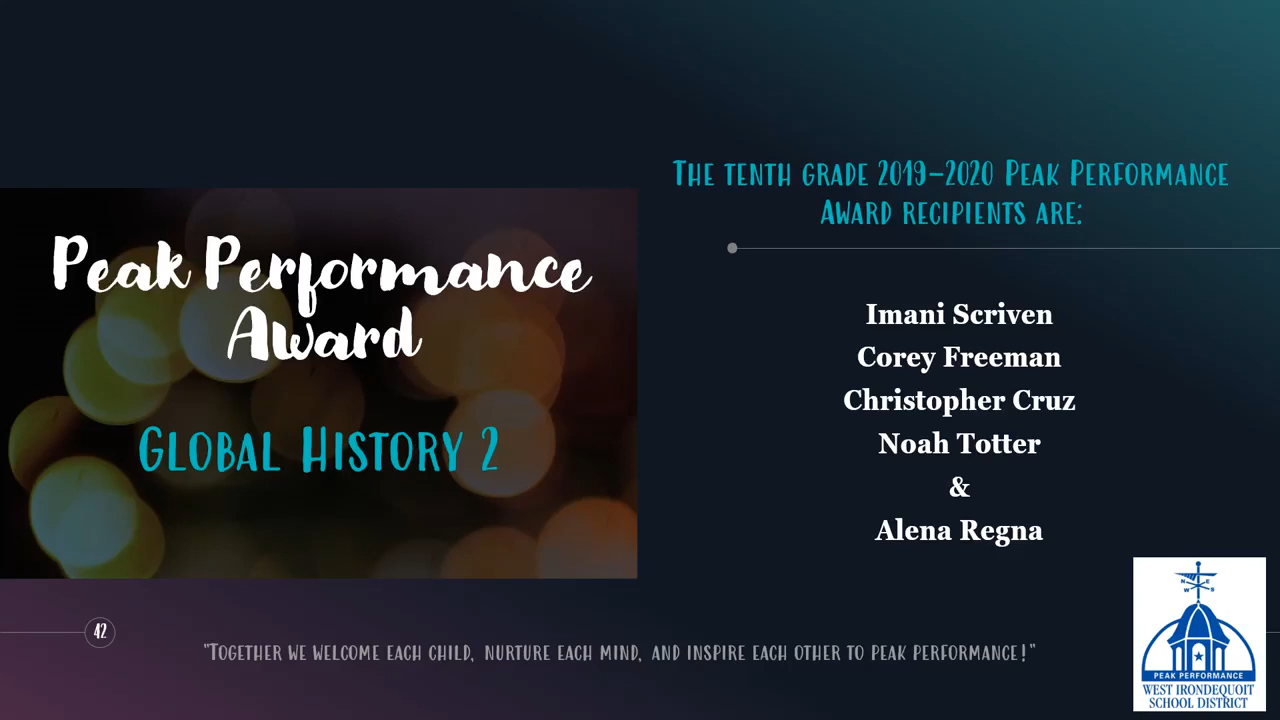 Peak Performance
Award
Global History 2
The tenth grade 2019-2020 Peak Performance
Award recipients are:
Imani Scriven
Corey Freeman
Christopher Cruz
Noah Totter
&
Alena Regna
42
"Together we welcome each child, nurture each mind, and inspire each other to peak performance!"
N
E
W
S
PEAK PERFORMANCE
WEST IRONDEQUOIT
SCHOOL DISTRICT